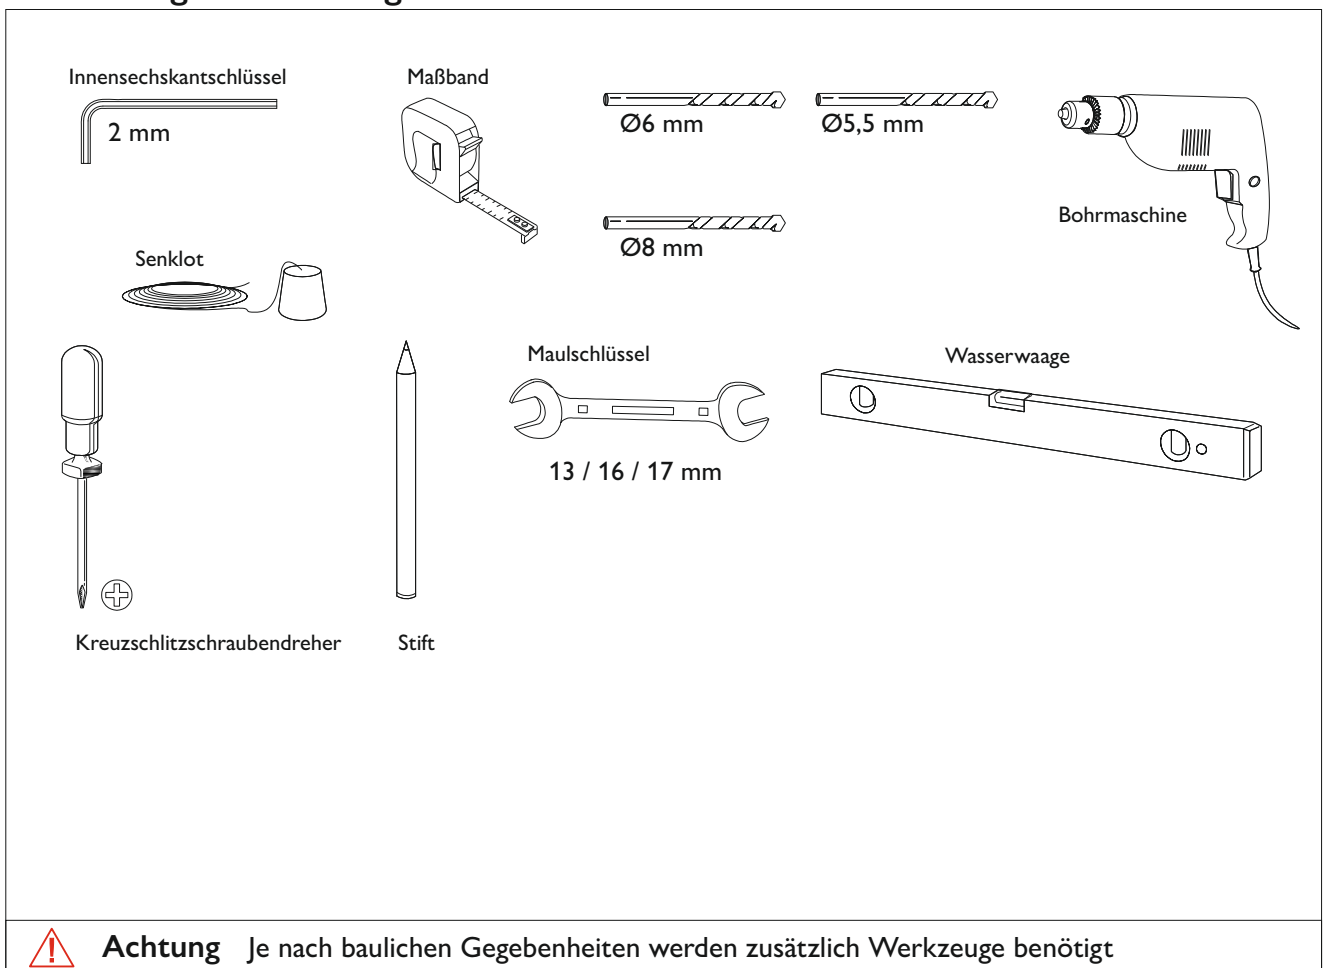 Innensechskantschlüssel
2 mm
Maßband
Ø6 mm
Ø5,5 mm
Ø8 mm
Bohrmaschine
Senklot
Maulschlüssel
13 / 16 / 17 mm
Wasserwaage
Kreuzschlitzschraubendreher
Stift
Achtung Je nach baulichen Gegebenheiten werden zusätzlich Werkzeuge benötigt